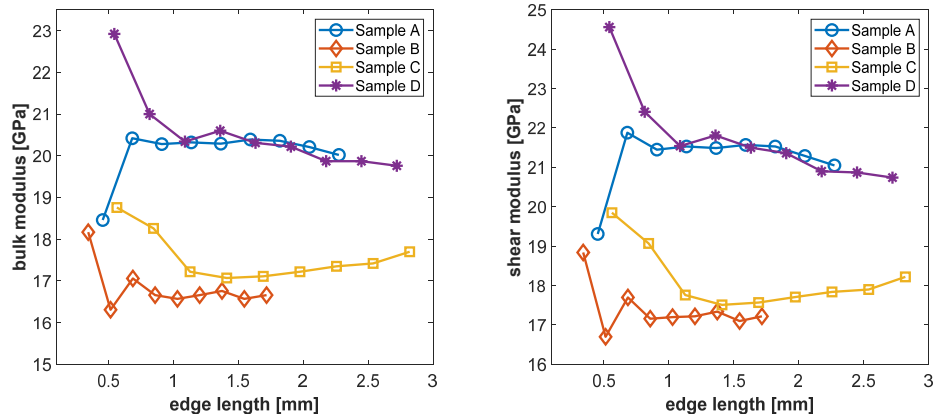 bulk modulus [GPa]
23
22
21
20
19
18
17
16
15
0.5 1 1.5 2 2.5 3
edge length [mm]
Sample A
Sample B
Sample C
Sample D
shear modulus [GPa]
25
24
23
22
21
20
19
18
17
16
0.5 1 1.5 2 2.5 3
edge length [mm]
Sample A
Sample B
Sample C
Sample D